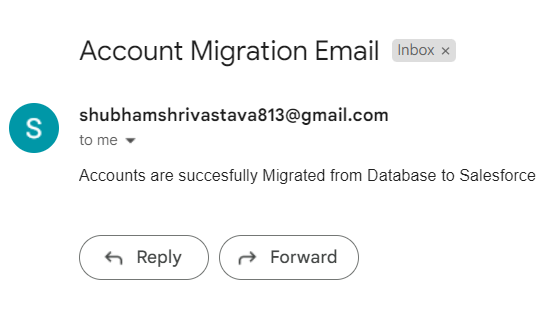 Account Migration Email Inbox ×
S
shubhamshrivastava813@gmail.com
to me
Accounts are succesfully Migrated from Database to Salesforce
Reply Forward